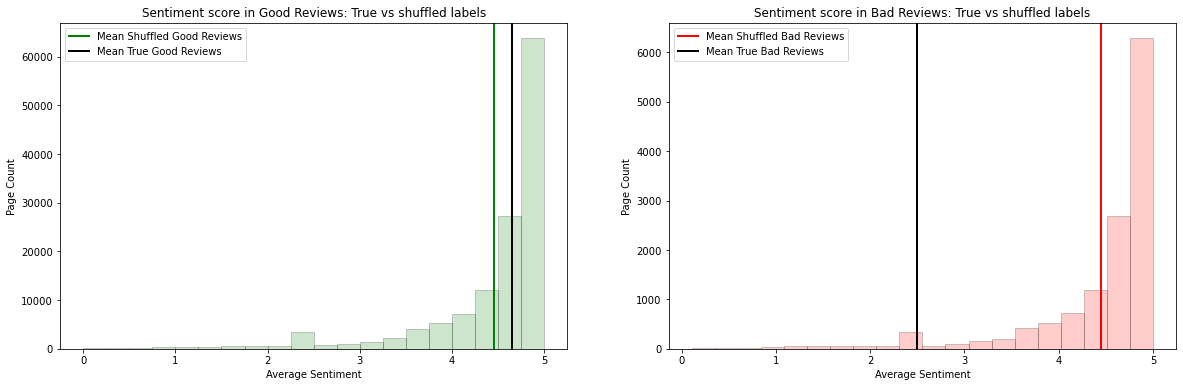 Sentiment score in Good Reviews: True vs shuffled labels
Mean Shuffled Good Reviews
Mean True Good Reviews
60000
50000
40000
30000
20000
10000
0
Page Count
0 1 2 3 4 5
Average Sentiment
Sentiment score in Bad Reviews: True vs shuffled labels
Mean Shuffled Bad Reviews
Mean True Bad Reviews
6000
5000
4000
3000
2000
1000
0
Page Count
0 1 2 3 4 5
Average Sentiment